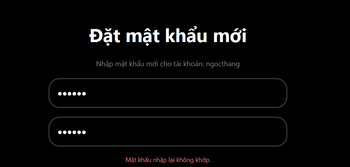 Đặt mật khẩu mới
Nhập mật khẩu mới cho tài khoản: ngocthang
••••••
••••••
Mật khẩu nhập lại không khớp.